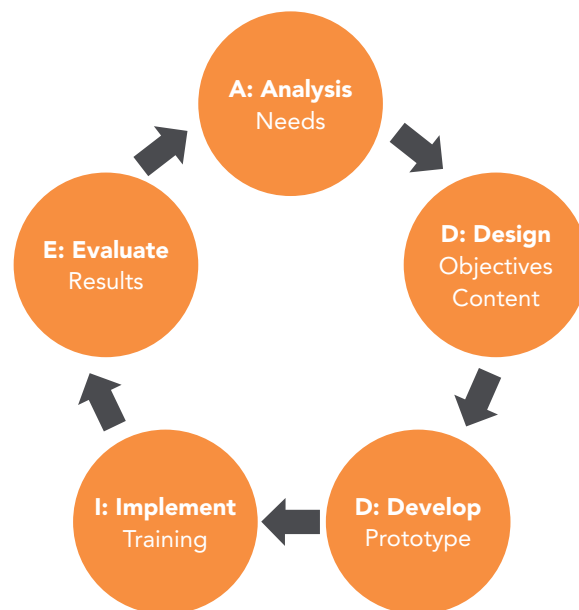 A: Analysis
Needs
D: Design
Objectives
Content
D: Develop
Prototype
I: Implement
Training
E: Evaluate
Results